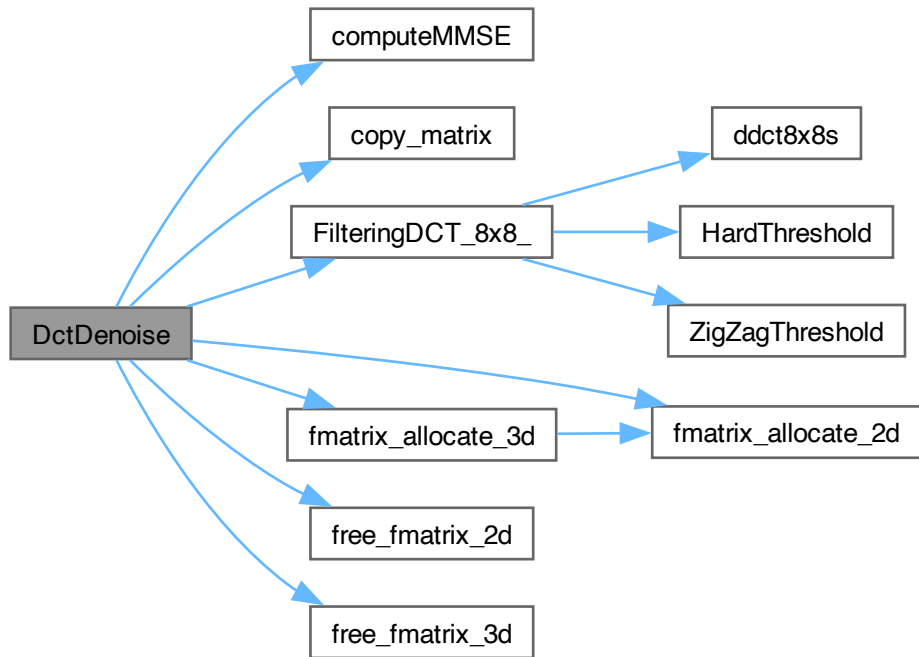 computeMMSE
copy_matrix
ddct8x8s
FilteringDCT_8x8_
HardThreshold
DctDenoise
ZigZagThreshold
fmatrix_allocate_3d
fmatrix_allocate_2d
free_fmatrix_2d
free_fmatrix_3d